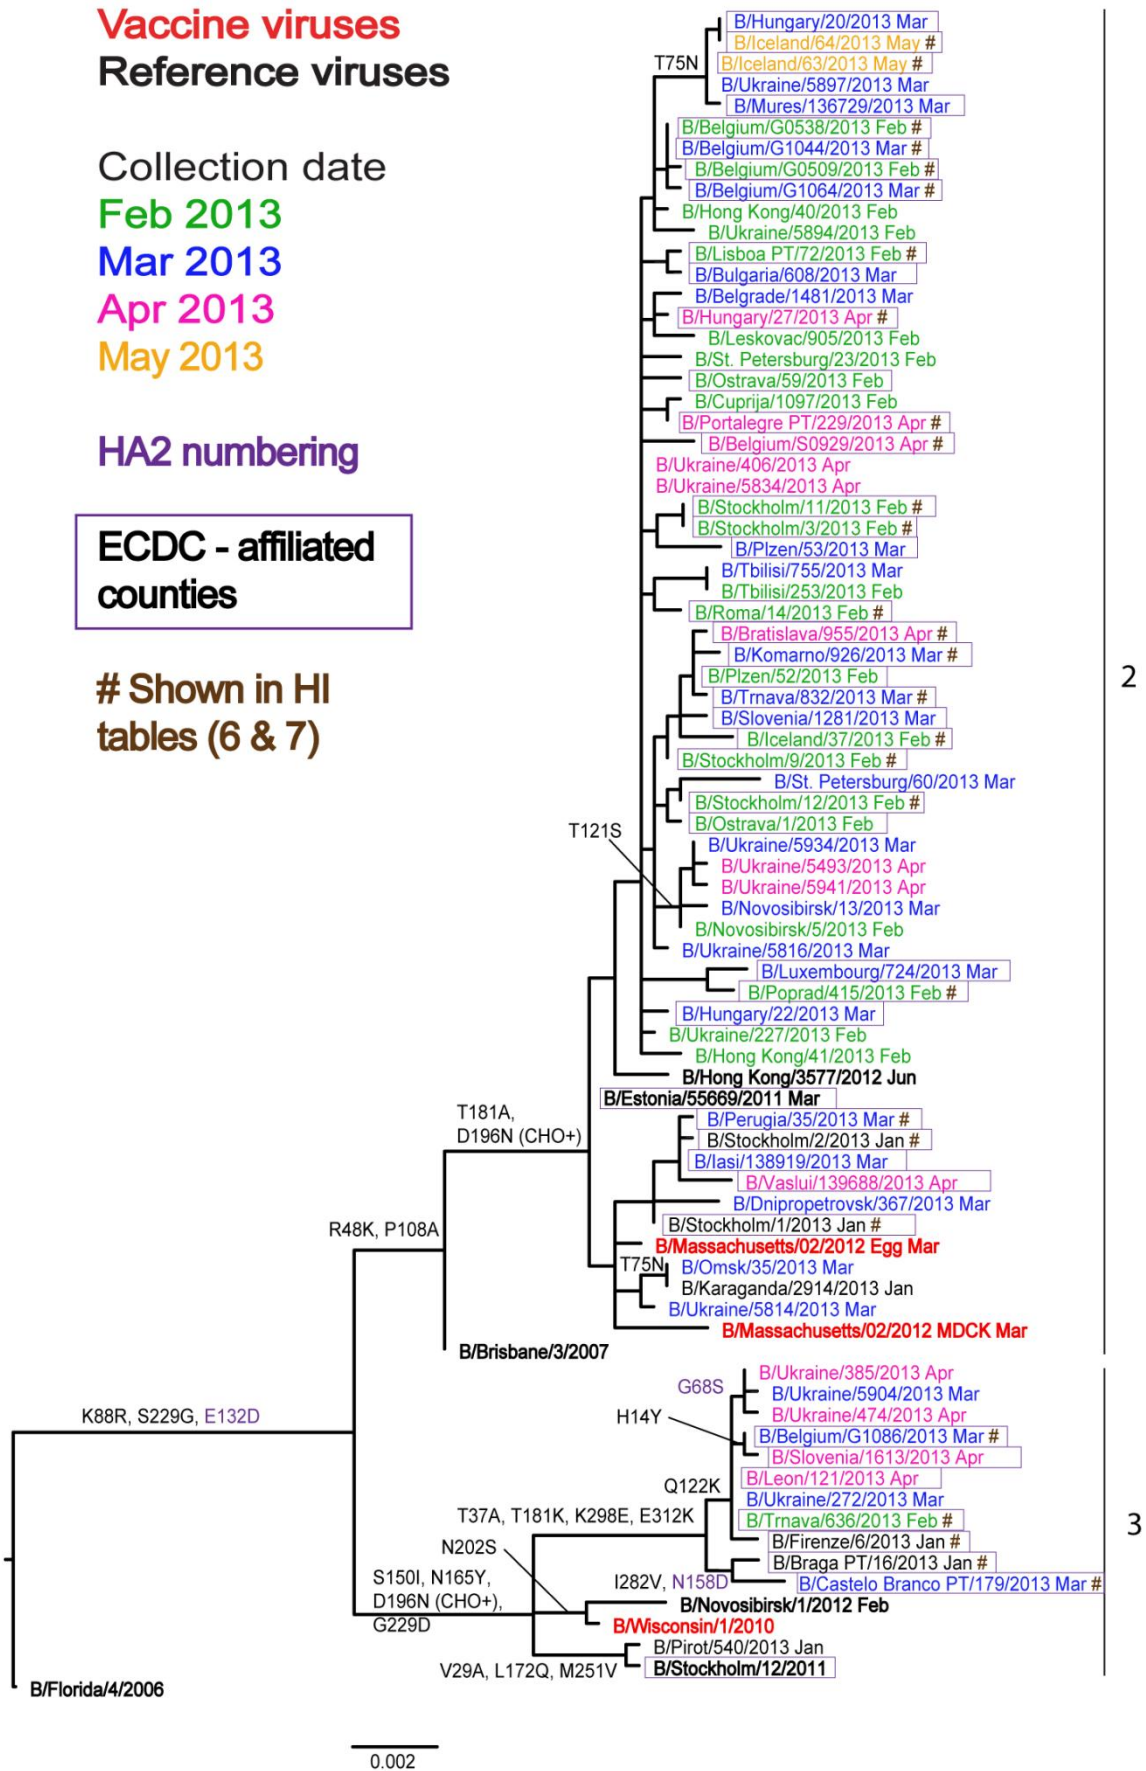 Vaccine viruses
Reference viruses
Collection date
Feb 2013
Mar 2013
Apr 2013
May 2013
HA2 numbering
ECDC - affiliated
counties
# Shown in HI
tables (6 & 7)
T75N
B/Hungary/20/2013 Mar
B/Iceland/64/2013 May #
B/Iceland/63/2013 May #
B/Ukraine/5897/2013 Mar
B/Mures/136729/2013 Mar
B/Belgium/G0538/2013 Feb #
B/Belgium/G1044/2013 Mar #
B/Belgium/G0509/2013 Feb #
B/Belgium/G1064/2013 Mar #
B/Hong Kong/40/2013 Feb
B/Ukraine/5894/2013 Feb
B/Lisboa PT/72/2013 Feb #
B/Bulgaria/608/2013 Mar
B/Belgrade/1481/2013 Mar
B/Hungary/27/2013 Apr #
B/Leskovac/905/2013 Feb
B/St. Petersburg/23/2013 Feb
B/Ostrava/59/2013 Feb
B/Cuprija/1097/2013 Feb
B/Portalegre PT/229/2013 Apr #
B/Belgium/S0929/2013 Apr #
B/Ukraine/406/2013 Apr
B/Ukraine/5834/2013 Apr
B/Stockholm/11/2013 Feb #
B/Stockholm/3/2013 Feb #
B/Plzen/53/2013 Mar
B/Tbilisi/755/2013 Mar
B/Tbilisi/253/2013 Feb
B/Roma/14/2013 Feb #
B/Bratislava/955/2013 Apr #
B/Komarno/926/2013 Mar #
B/Plzen/52/2013 Feb
B/Trnava/832/2013 Mar #
B/Slovenia/1281/2013 Mar
B/Iceland/37/2013 Feb #
B/Stockholm/9/2013 Feb #
B/St. Petersburg/60/2013 Mar
B/Stockholm/12/2013 Feb #
B/Ostrava/1/2013 Feb
T121S
B/Ukraine/5934/2013 Mar
B/Ukraine/5493/2013 Apr
B/Ukraine/5941/2013 Apr
B/Novosibirsk/13/2013 Mar
B/Novosibirsk/5/2013 Feb
B/Ukraine/5816/2013 Mar
B/Luxembourg/724/2013 Mar
B/Poprad/415/2013 Feb #
B/Hungary/22/2013 Mar
B/Ukraine/227/2013 Feb
B/Hong Kong/41/2013 Feb
B/Hong Kong/3577/2012 Jun
B/Estonia/55669/2011 Mar
T181A,
D196N (CHO+)
B/Perugia/35/2013 Mar #
B/Stockholm/2/2013 Jan #
B/Iasi/138919/2013 Mar
B/Vaslui/139688/2013 Apr
B/Dnipropetrovsk/367/2013 Mar
B/Stockholm/1/2013 Jan #
B/Massachusetts/02/2012 Egg Mar
T75N
B/Omsk/35/2013 Mar
B/Karaganda/2914/2013 Jan
B/Ukraine/5814/2013 Mar
B/Massachusetts/02/2012 MDCK Mar
R48K, P108A
B/Brisbane/3/2007
2
K88R, S229G, E132D
G68S
B/Ukraine/385/2013 Apr
B/Ukraine/5904/2013 Mar
B/Ukraine/474/2013 Apr
H14Y
B/Belgium/G1086/2013 Mar #
B/Slovenia/1613/2013 Apr
B/Leon/121/2013 Apr
Q122K
B/Ukraine/272/2013 Mar
B/Trnava/636/2013 Feb #
T37A, T181K, K298E, E312K
B/Firenze/6/2013 Jan #
B/Braga PT/16/2013 Jan #
B/Castelo Branco PT/179/2013 Mar #
N202S
I282V, N158D
S150I, N165Y,
D196N (CHO+),
G229D
B/Novosibirsk/1/2012 Feb
B/Wisconsin/1/2010
B/Pirot/540/2013 Jan
V29A, L172Q, M251V
B/Stockholm/12/2011
3
B/Florida/4/2006
0.002